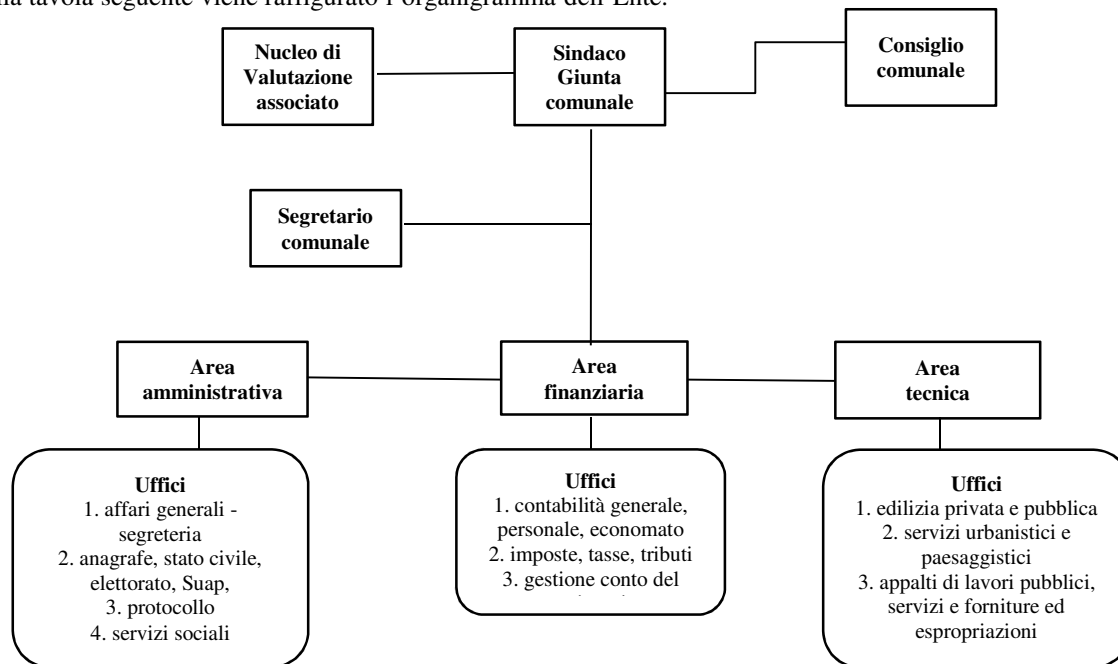 la tavola seguente viene raffigurato l'organigramma dell'Ente.
Nucleo di
Valutazione
associato
Sindaco
Giunta
comunale
Consiglio
comunale
Segretario
comunale
Area
amministrativa
Area
finanziaria
Area
tecnica
Uffici
1. affari generali -
segreteria
2. anagrafe, stato civile,
elettorato, Suap,
3. protocollo
4. servizi sociali
Uffici
1. contabilità generale,
personale, economato
2. imposte, tasse, tributi
3. gestione conto del
Uffici
1. edilizia privata e pubblica
2. servizi urbanistici e
paesaggistici
3. appalti di lavori pubblici,
servizi e forniture ed
espropriazioni